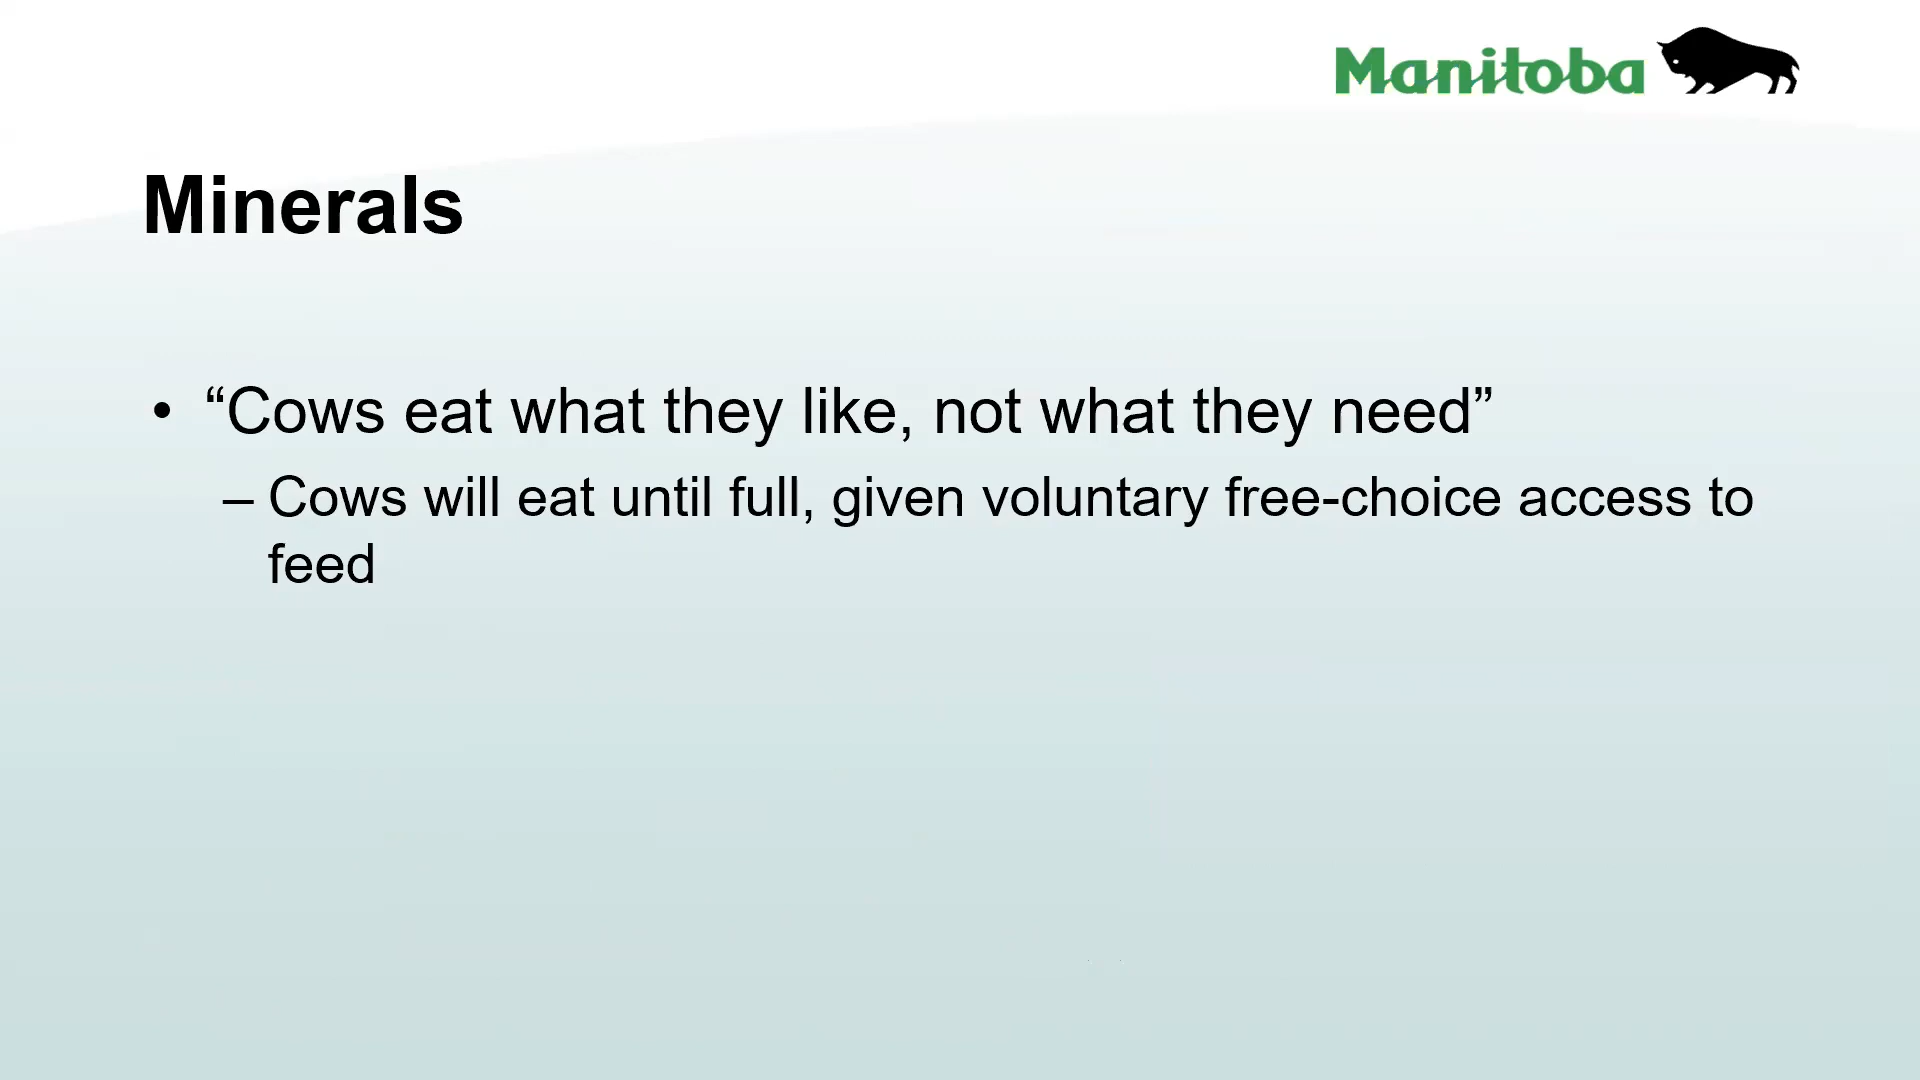 Manitoba
Minerals
• “Cows eat what they like, not what they need”
– Cows will eat until full, given voluntary free-choice access to
feed